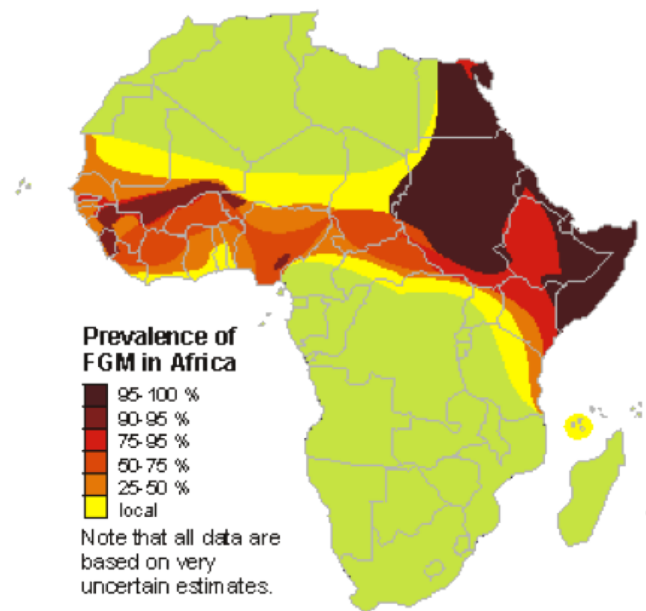 Prevalence of
FGM in Africa
95-100 %
90-95 %
75-95 %
50-75 %
25-50 %
local
Note that all data are
based on very
uncertain estimates.